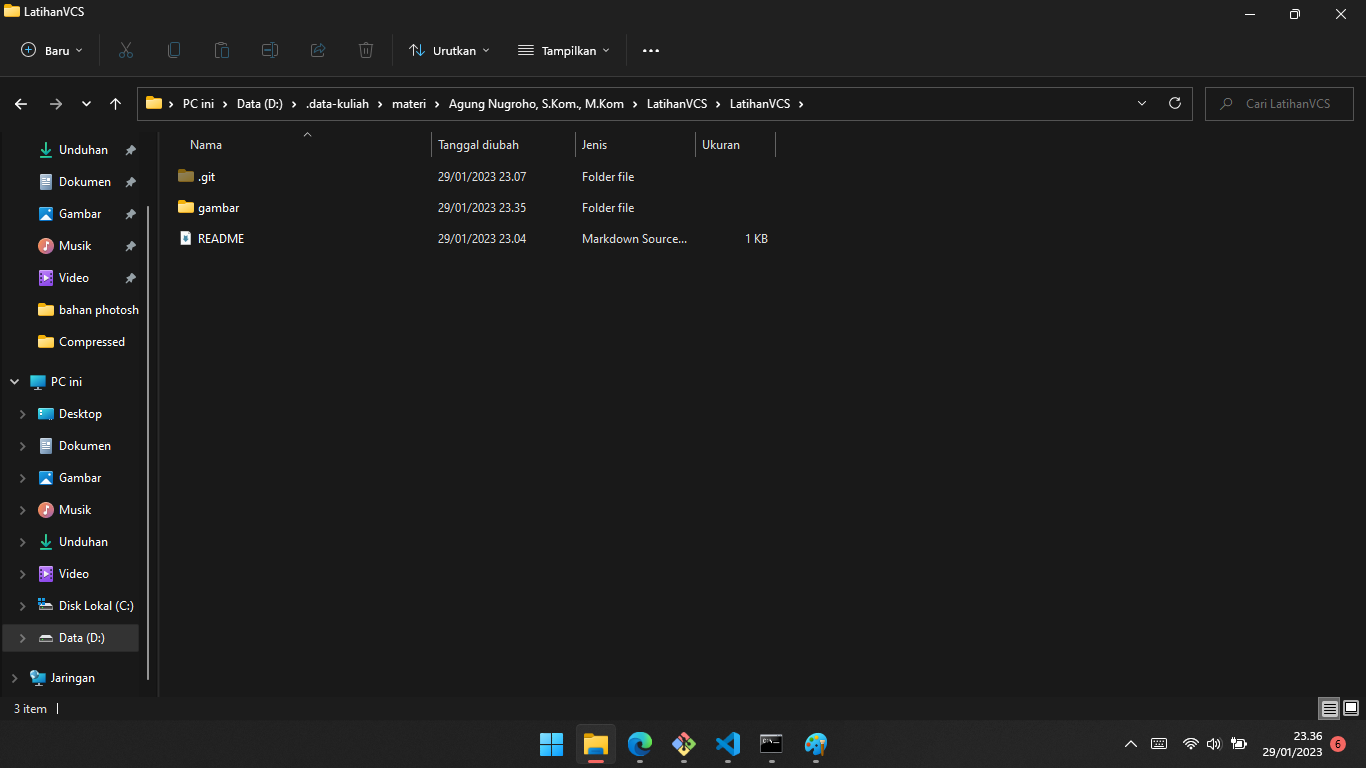 LatihanVCS
Baru
Urutkan
Tampilkan
PC ini
Data (D:)
.data-kuliah
materi
Agung Nugroho, S.Kom., M.Kom
LatihanVCS
LatihanVCS
Cari LatihanVCS
Unduhan
Dokumen
Gambar
Musik
Video
bahan photosh
Compressed
PC ini
Desktop
Dokumen
Gambar
Musik
Unduhan
Video
Disk Lokal (C:)
Data (D:)
Jaringan
Nama Tanggal diubah Jenis Ukuran
.git 29/01/2023 23.07 Folder file
gambar 29/01/2023 23.35 Folder file
README 29/01/2023 23.04 Markdown Source... 1 KB
3 item
23.36
29/01/2023
6